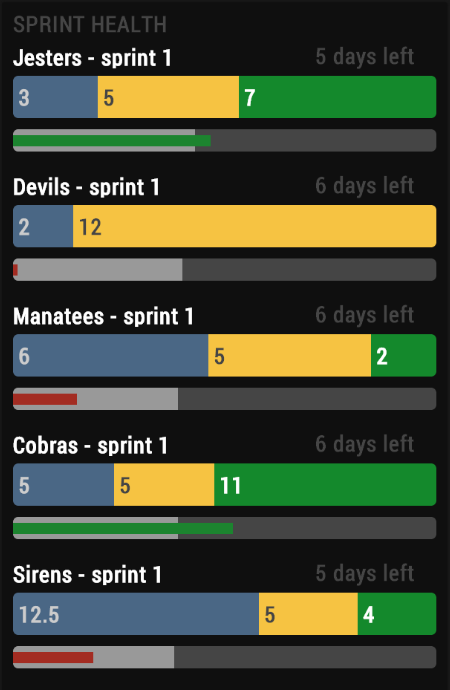 SPRINT HEALTH
Jesters - sprint 1 5 days left
3 5 7
Devils - sprint 1 6 days left
2 12
Manatees - sprint 1 6 days left
6 5 2
Cobras - sprint 1 6 days left
5 5 11
Sirens - sprint 1 5 days left
12.5 5 4